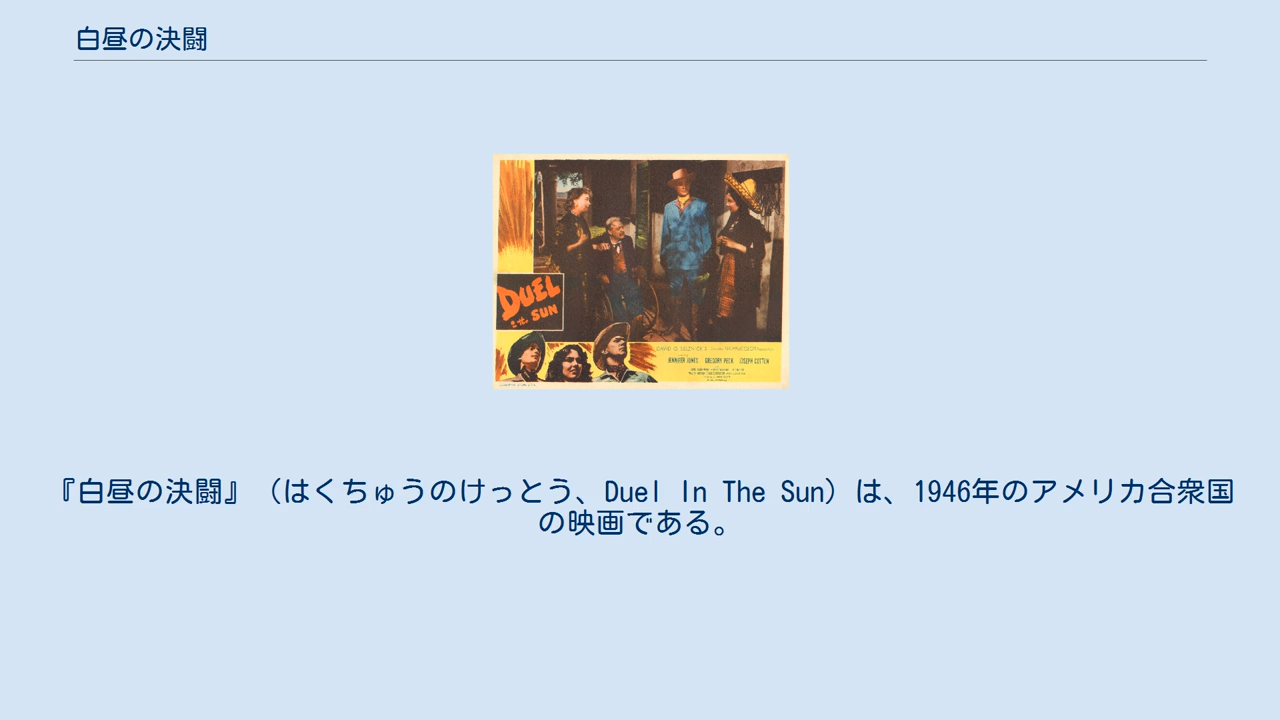 白昼の決闘
DUEL
in the SUN
JENNIFER JONES GREGORY PECK JOSEPH COTTEN
『白昼の決闘』（はくちゅうのけっとう、Duel In The Sun）は、1946年のアメリカ合衆国
の映画である。